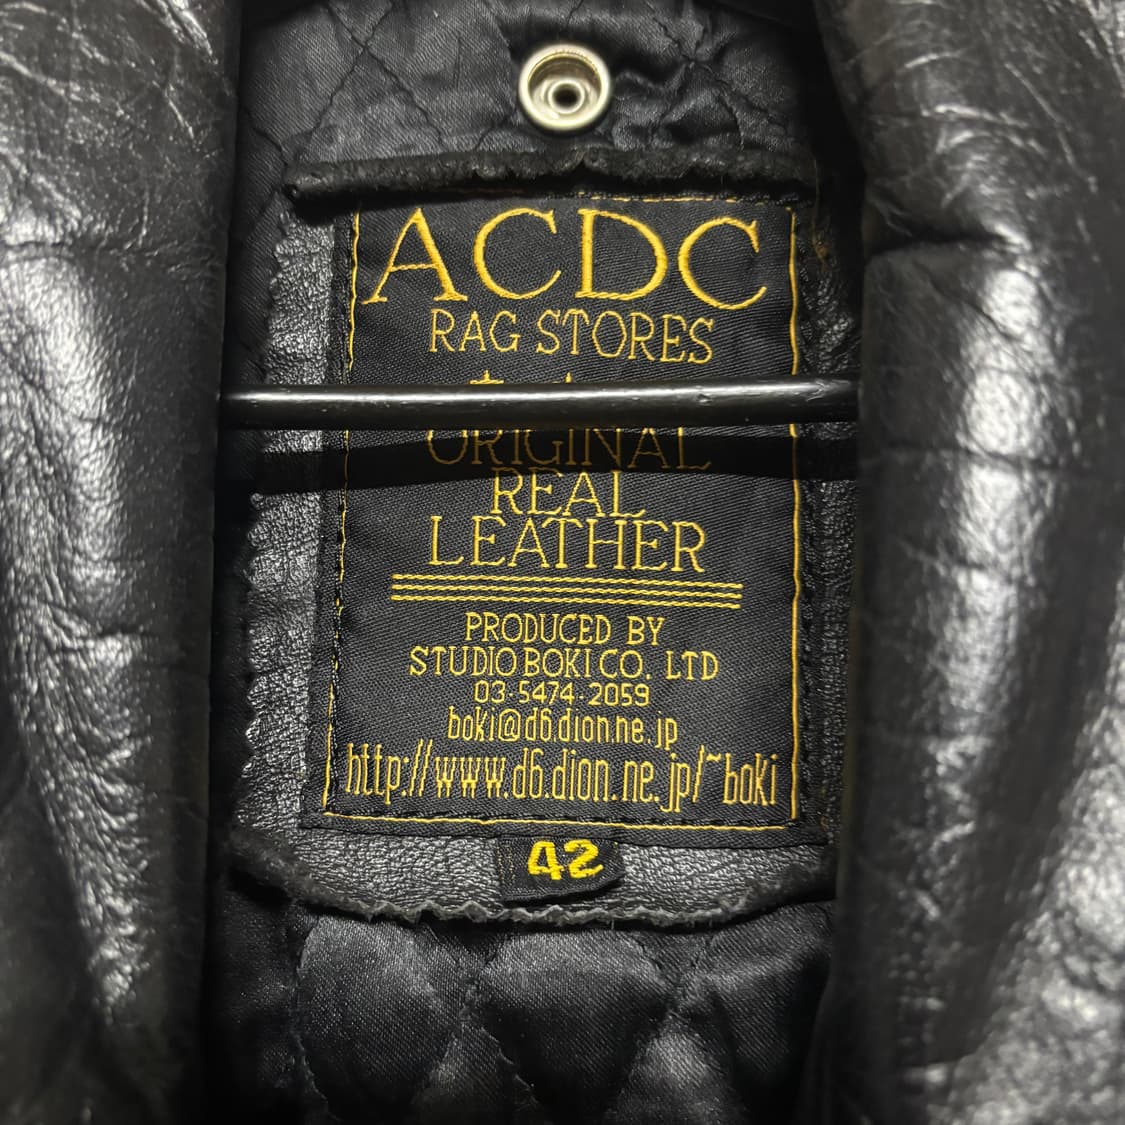 ACDC
RAG STORES
ORIGINAL
REAL
LEATHER
PRODUCED BY
STUDIO BOKI CO. LTD
03-5474-2059
boki@d6.dion.ne.jp
http://www.d6.dion.ne.jp/~boki
42